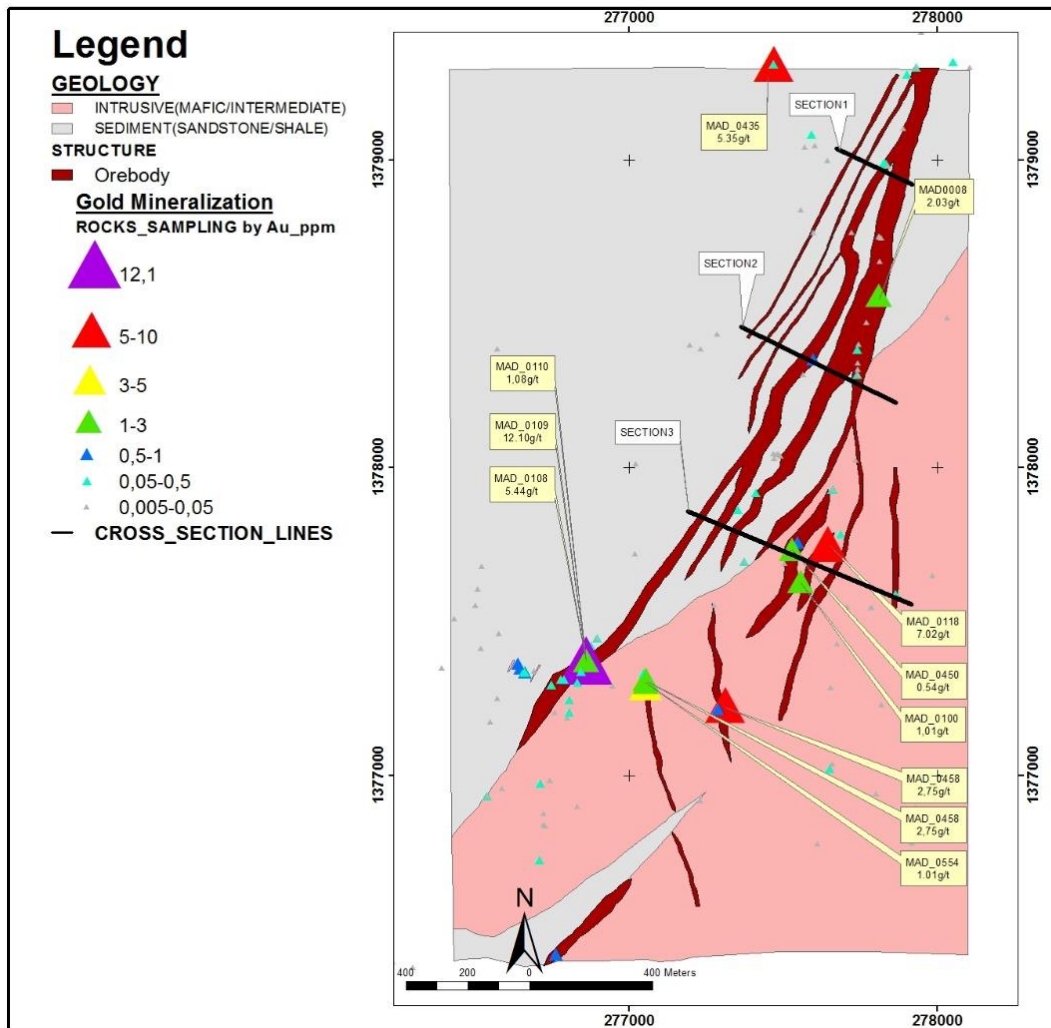 Legend
GEOLOGY
INTRUSIVE(MAFIC/INTERMEDIATE)
SEDIMENT(SANDSTONE/SHALE)
STRUCTURE
Orebody
Gold Mineralization
ROCKS_SAMPLING by Au_ppm
12,1
5-10
3-5
1-3
0,5-1
0,05-0,5
0,005-0,05
CROSS_SECTION_LINES
277000
278000
1379000
1378000
1377000
1379000
1378000
1377000
277000
278000
SECTION1
MAD_0435
5.35g/t
MAD0008
2.03g/t
SECTION2
MAD_0110
1,08g/t
MAD_0109
12.10g/t
SECTION3
MAD_0108
5.44g/t
MAD_0118
7.02g/t
MAD_0450
0.54g/t
MAD_0100
1,01g/t
MAD_0458
2,75g/t
MAD_0458
2,75g/t
MAD_0554
1.01g/t
N
400 200 0 400 Meters